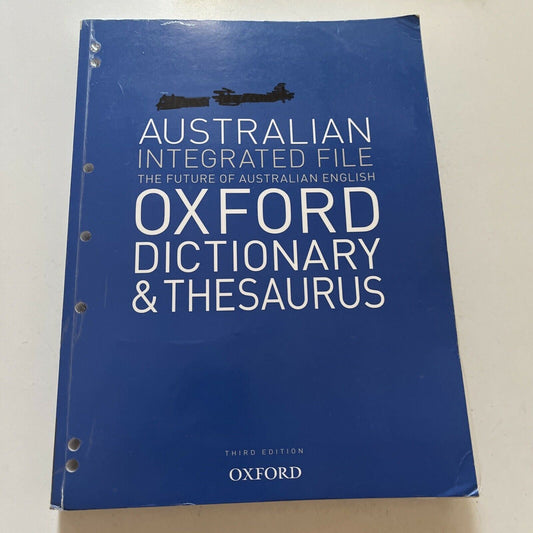 AUSTRALIAN
INTEGRATED FILE
THE FUTURE OF AUSTRALIAN ENGLISH
OXFORD
DICTIONARY
& THESAURUS
THIRD EDITION
OXFORD